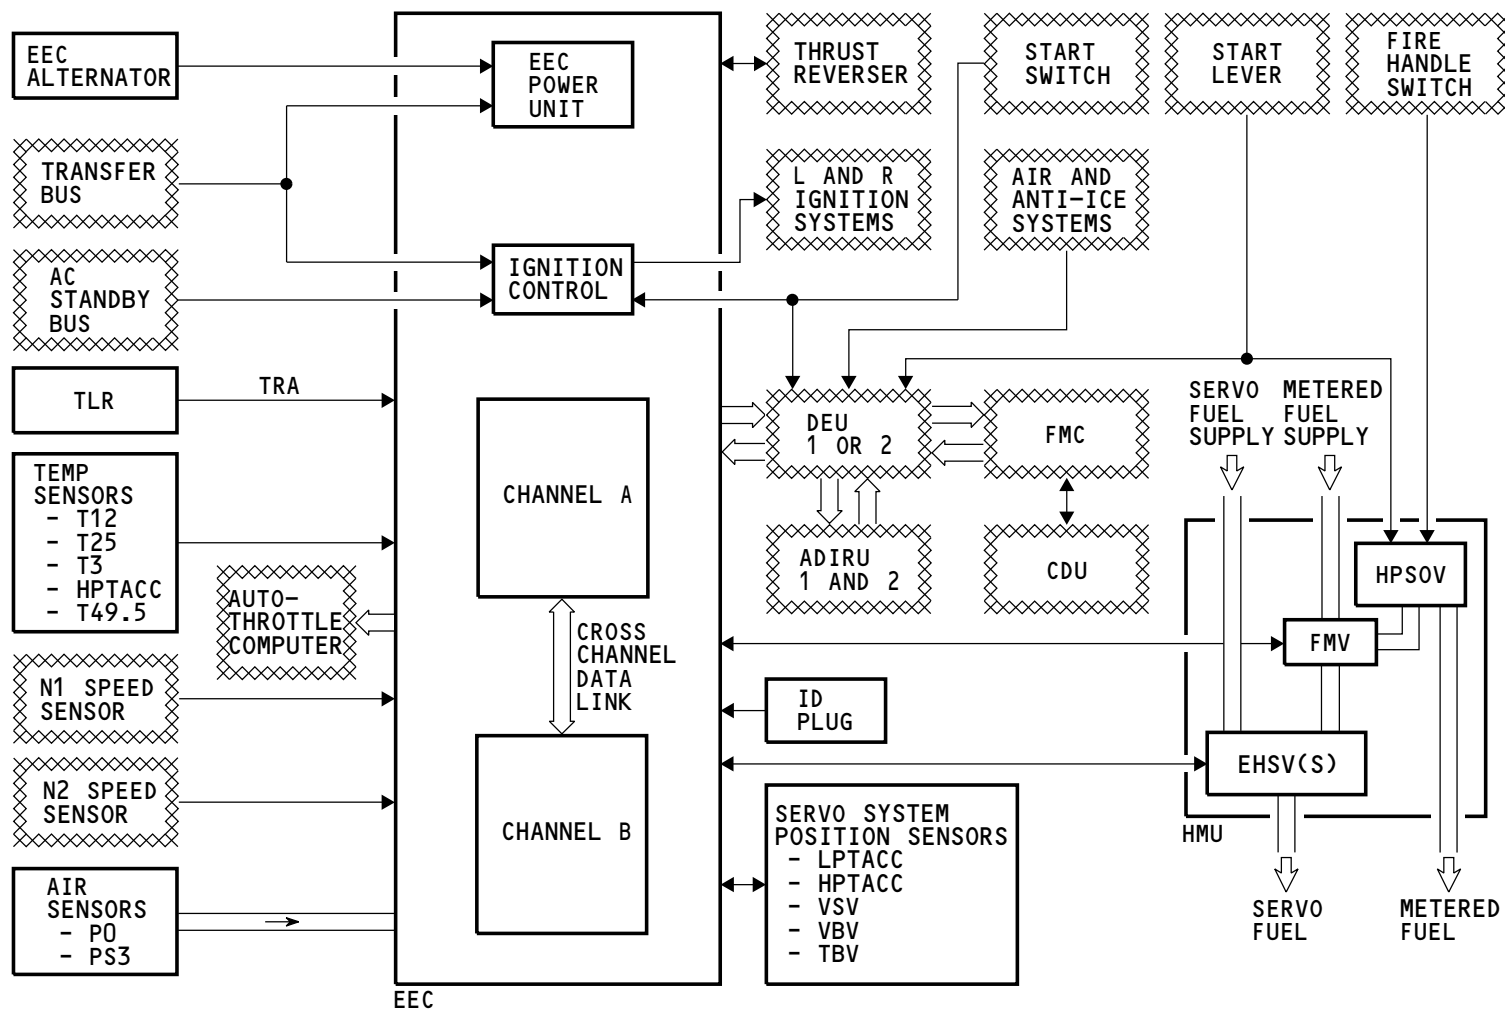 EEC
ALTERNATOR
TRANSFER
BUS
AC
STANDBY
BUS
TLR
TRA
TEMP
SENSORS
- T12
- T25
- T3
- HPTACC
- T49.5
AUTO-
THROTTLE
COMPUTER
N1 SPEED
SENSOR
N2 SPEED
SENSOR
AIR
SENSORS
- P0
- PS3
EEC
POWER
UNIT
IGNITION
CONTROL
CHANNEL A
CROSS
CHANNEL
DATA
LINK
CHANNEL B
EEC
THRUST
REVERSER
START
SWITCH
START
LEVER
FIRE
HANDLE
SWITCH
L AND R
IGNITION
SYSTEMS
AIR AND
ANTI-ICE
SYSTEMS
DEU
1 OR 2
FMC
ADIRU
1 AND 2
CDU
SERVO
FUEL
SUPPLY
METERED
FUEL
SUPPLY
HPSOV
FMV
EHSV(S)
HMU
ID
PLUG
SERVO SYSTEM
POSITION SENSORS
- LPTACC
- HPTACC
- VSV
- VBV
- TBV
SERVO
FUEL
METERED
FUEL